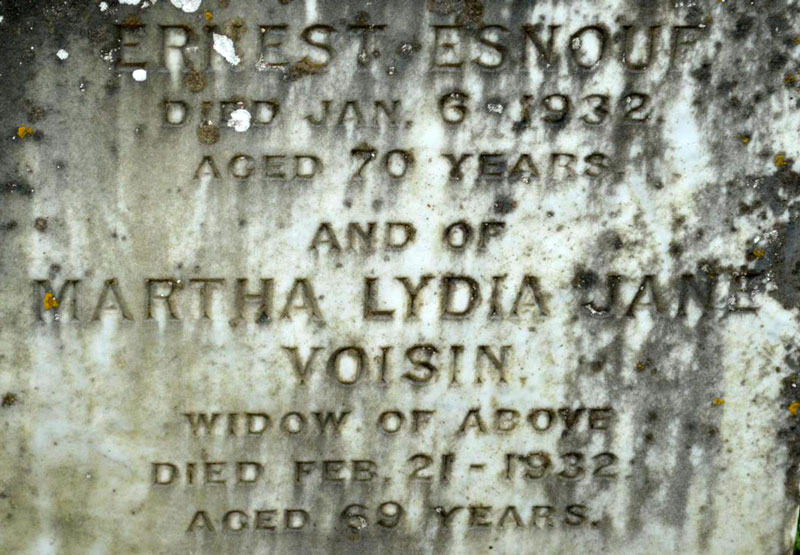 ERNEST ESNOUF
DIED JAN. 6 - 1932.
AGED 70 YEARS.
AND OF
MARTHA LYDIA JANE
VOISIN.
WIDOW OF ABOVE
DIED FEB. 21 - 1932.
AGED 69 YEARS.